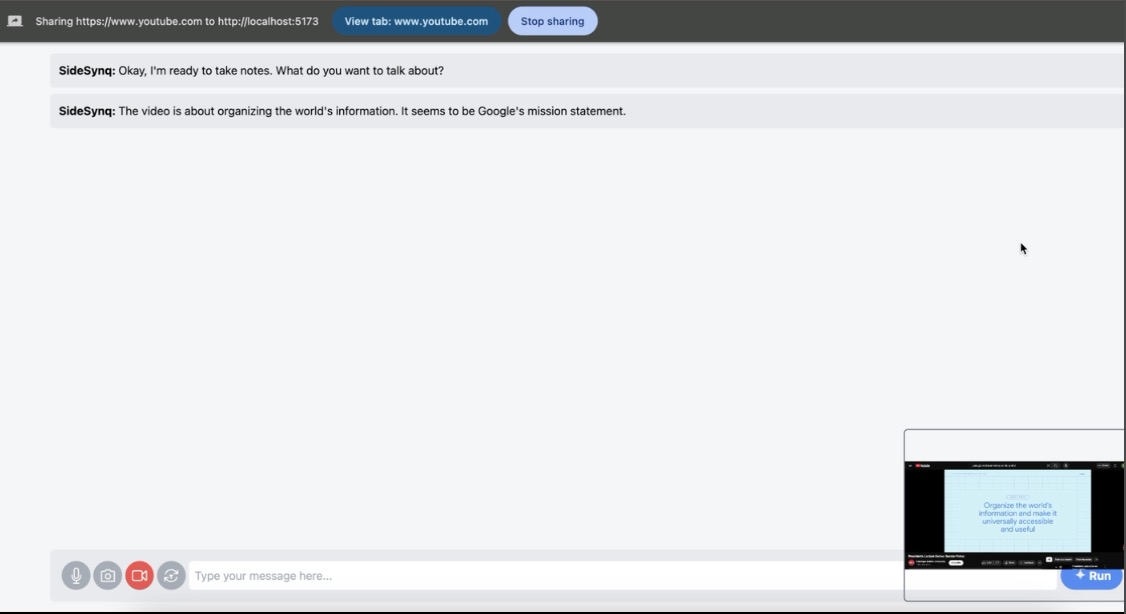 Sharing https://www.youtube.com to http://localhost:5173 View tab: www.youtube.com Stop sharing
SideSynq: Okay, I'm ready to take notes. What do you want to talk about?
SideSynq: The video is about organizing the world's information. It seems to be Google's mission statement.
Organize the world's
information and make it
universally accessible
and useful
Type your message here...
Run